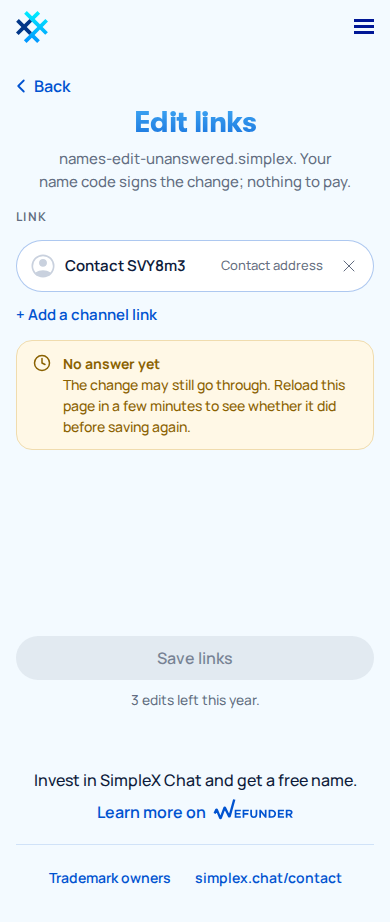 Back
Edit links
names-edit-unanswered.simplex. Your
name code signs the change; nothing to pay.
LINK
Contact SVY8m3 Contact address
+ Add a channel link
No answer yet
The change may still go through. Reload this
page in a few minutes to see whether it did
before saving again.
Save links
3 edits left this year.
Invest in SimpleX Chat and get a free name.
Learn more on WEFUNDER
Trademark owners simplex.chat/contact